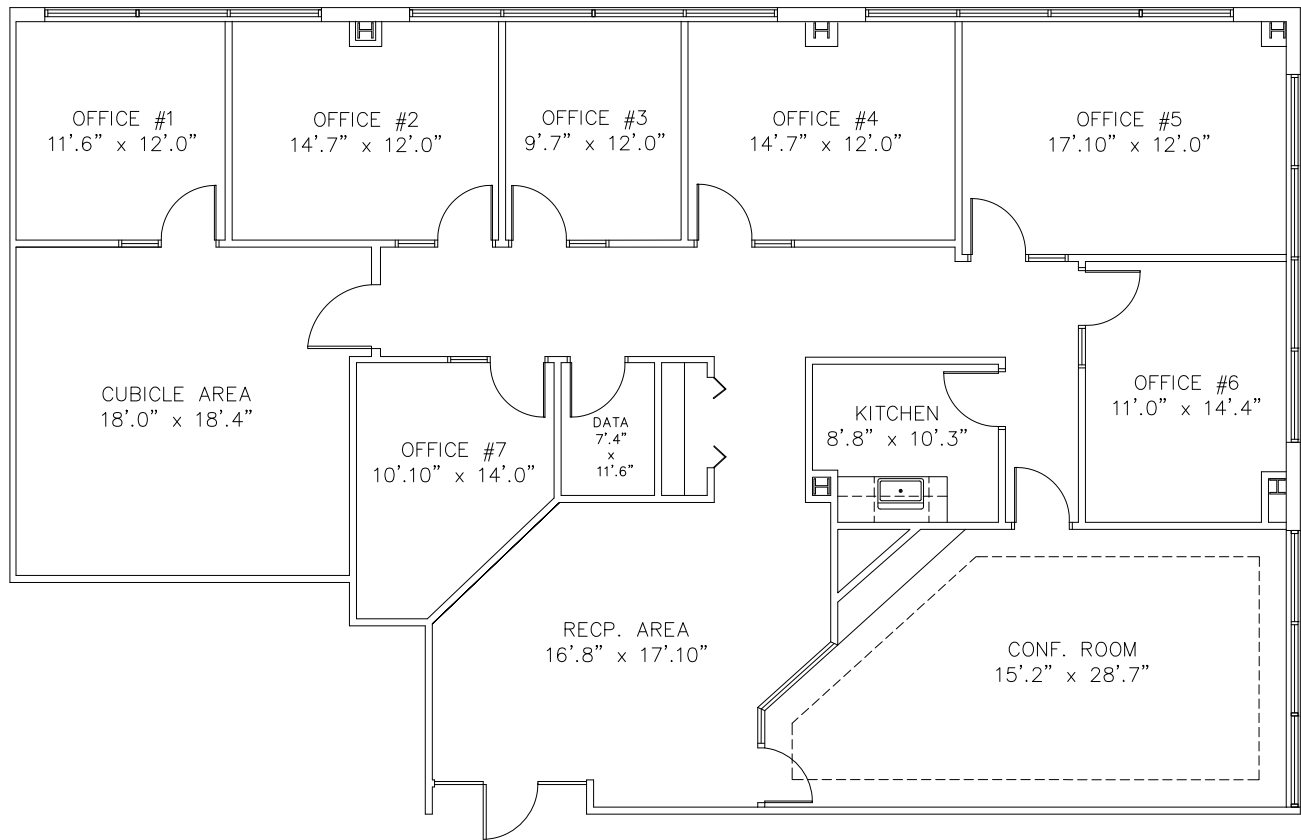 OFFICE #1
11'.6” x 12'.0”
OFFICE #2
14'.7” x 12'.0”
OFFICE #3
9'.7” x 12'.0”
OFFICE #4
14'.7” x 12'.0”
OFFICE #5
17'.10” x 12'.0”
CUBICLE AREA
18'.0” x 18'.4”
OFFICE #7
10'.10” x 14'.0”
DATA
7'.4”
x
11'.6”
KITCHEN
8'.8” x 10'.3”
OFFICE #6
11'.0” x 14'.4”
RECP. AREA
16'.8” x 17'.10”
CONF. ROOM
15'.2” x 28'.7”